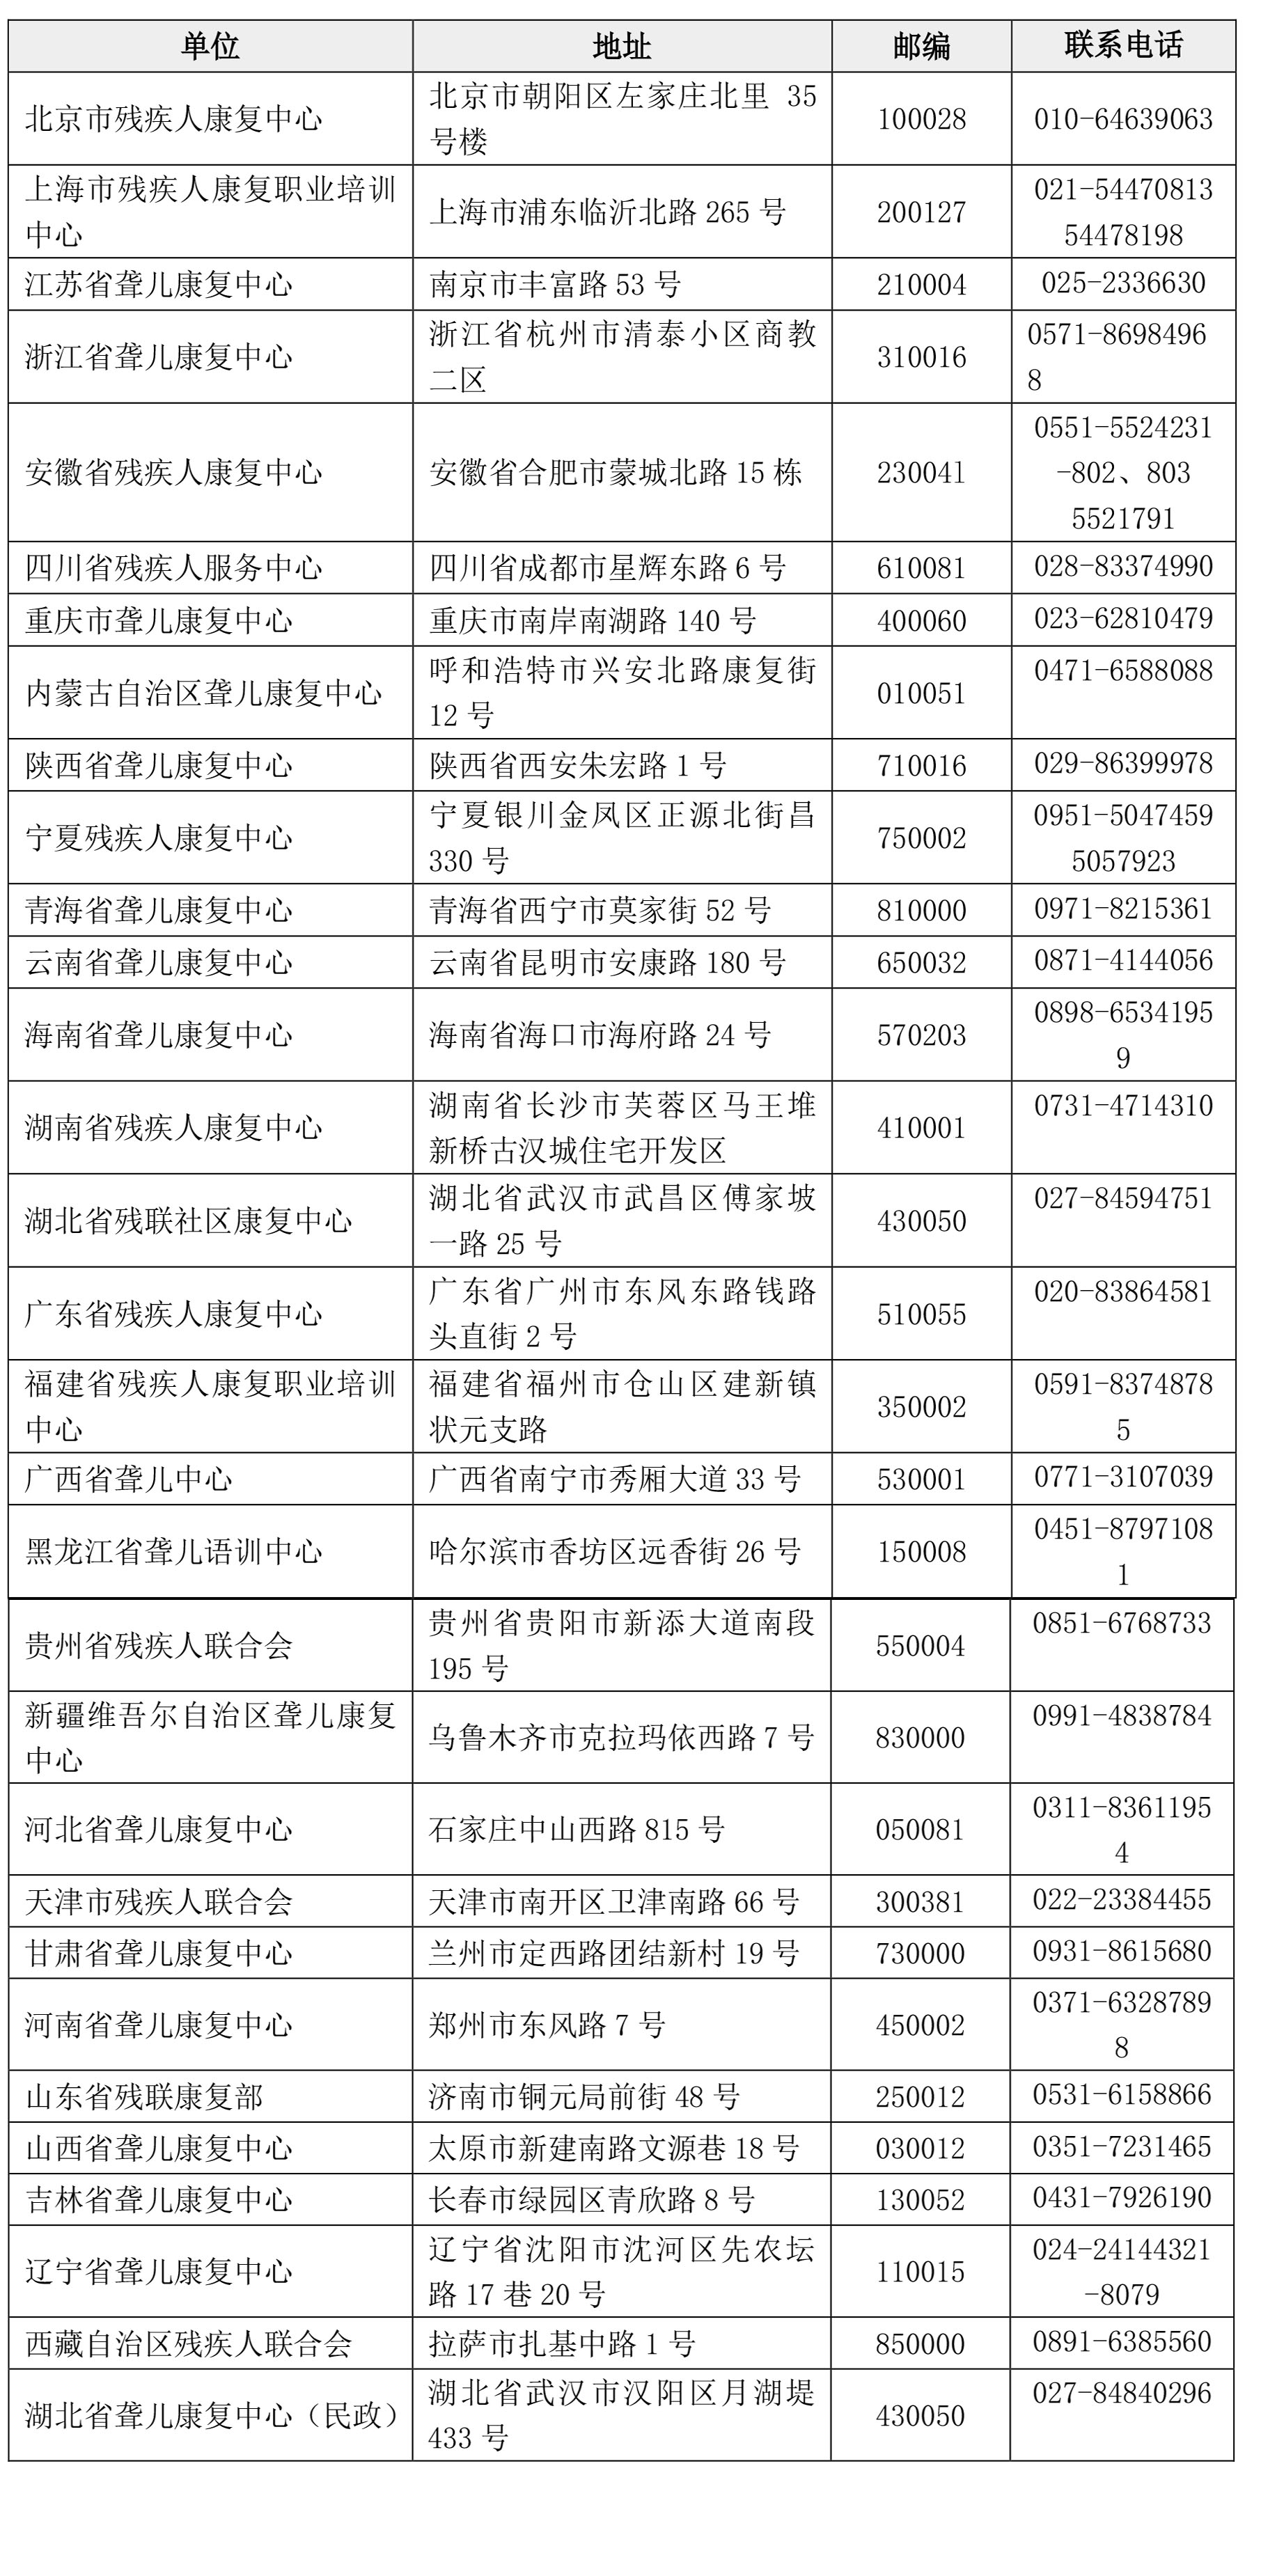 单位 地址 邮编 联系电话
北京市残疾人康复中心 北京市朝阳区左家庄北里 35
号楼 100028 010-64639063
上海市残疾人康复职业培训
中心 上海市浦东临沂北路 265 号 200127 021-54470813
54478198
江苏省聋儿康复中心 南京市丰富路 53 号 210004 025-2336630
浙江省聋儿康复中心 浙江省杭州市清泰小区商教
二区 310016 0571-8698496
8
安徽省残疾人康复中心 安徽省合肥市蒙城北路 15 栋 230041 0551-5524231
-802、803
5521791
四川省残疾人服务中心 四川省成都市星辉东路 6 号 610081 028-83374990
重庆市聋儿康复中心 重庆市南岸南湖路 140 号 400060 023-62810479
内蒙古自治区聋儿康复中心 呼和浩特市兴安北路康复街
12 号 010051 0471-6588088
陕西省聋儿康复中心 陕西省西安朱宏路 1 号 710016 029-86399978
宁夏残疾人康复中心 宁夏银川金凤区正源北街昌
330 号 750002 0951-5047459
5057923
青海省聋儿康复中心 青海省西宁市莫家街 52 号 810000 0971-8215361
云南省聋儿康复中心 云南省昆明市安康路 180 号 650032 0871-4144056
海南省聋儿康复中心 海南省海口市海府路 24 号 570203 0898-6534195
9
湖南省残疾人康复中心 湖南省长沙市芙蓉区马王堆
新桥古汉城住宅开发区 410001 0731-4714310
湖北省残联社区康复中心 湖北省武汉市武昌区傅家坡
一路 25 号 430050 027-84594751
广东省残疾人康复中心 广东省广州市东风东路钱路
头直街 2 号 510055 020-83864581
福建省残疾人康复职业培训
中心 福建省福州市仓山区建新镇
状元支路 350002 0591-8374878
5
广西省聋儿中心 广西省南宁市秀厢大道 33 号 530001 0771-3107039
黑龙江省聋儿语训中心 哈尔滨市香坊区远香街 26 号 150008 0451-8797108
1
贵州省残疾人联合会 贵州省贵阳市新添大道南段
195 号 550004 0851-6768733
新疆维吾尔自治区聋儿康复
中心 乌鲁木齐市克拉玛依西路 7 号 830000 0991-4838784
河北省聋儿康复中心 石家庄中山西路 815 号 050081 0311-8361195
4
天津市残疾人联合会 天津市南开区卫津南路 66 号 300381 022-23384455
甘肃省聋儿康复中心 兰州市定西路团结新村 19 号 730000 0931-8615680
河南省聋儿康复中心 郑州市东风路 7 号 450002 0371-6328789
8
山东省残联康复部 济南市铜元局前街 48 号 250012 0531-6158866
山西省聋儿康复中心 太原市新建南路文源巷 18 号 030012 0351-7231465
吉林省聋儿康复中心 长春市绿园区青欣路 8 号 130052 0431-7926190
辽宁省聋儿康复中心 辽宁省沈阳市沈河区先农坛
路 17 巷 20 号 110015 024-24144321
-8079
西藏自治区残疾人联合会 拉萨市扎基中路 1 号 850000 0891-6385560
湖北省聋儿康复中心（民政） 湖北省武汉市汉阳区月湖堤
433 号 430050 027-84840296